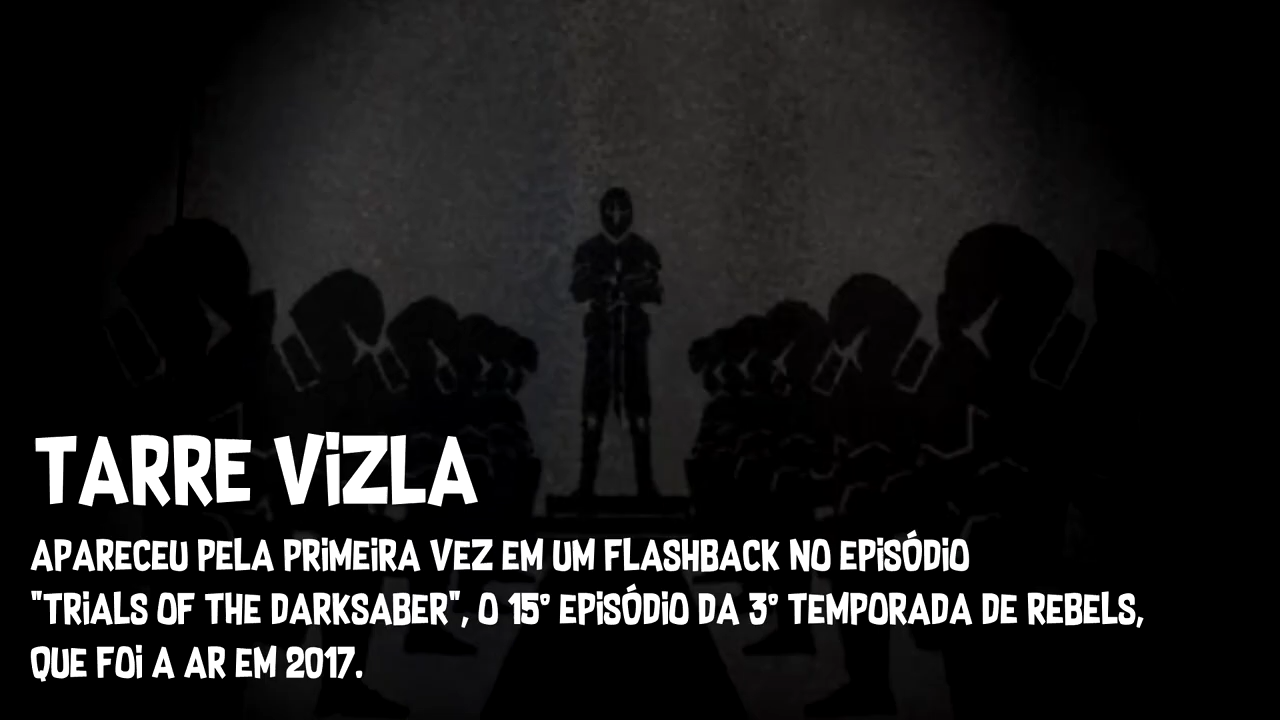 TARRE VIZLA
APARECEU PELA PRIMEIRA VEZ EM UM FLASHBACK NO EPISÓDIO
"TRIALS OF THE DARKSABER", O 15° EPISÓDIO DA 3° TEMPORADA DE REBELS,
QUE FOI A AR EM 2017.